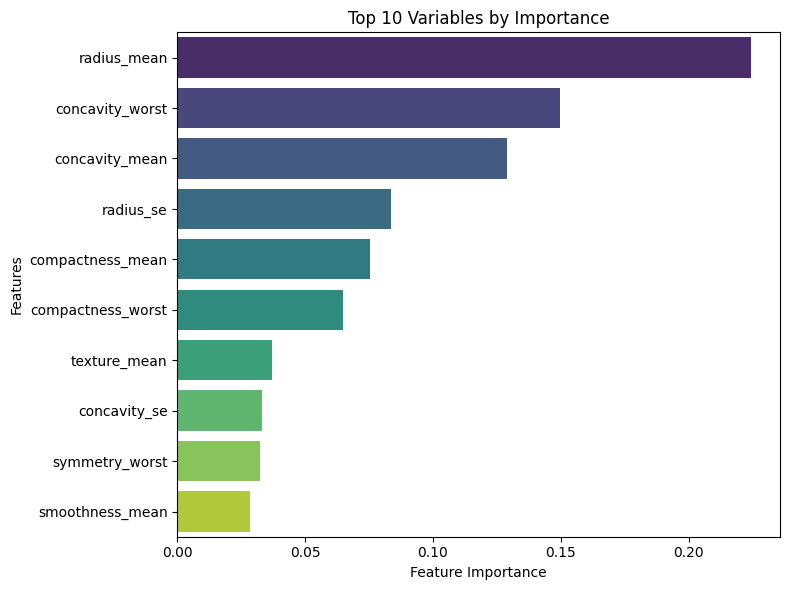 Top 10 Variables by Importance
radius_mean
concavity_worst
concavity_mean
radius_se
compactness_mean
compactness_worst
texture_mean
concavity_se
symmetry_worst
smoothness_mean
Features
0.00 0.05 0.10 0.15 0.20
Feature Importance